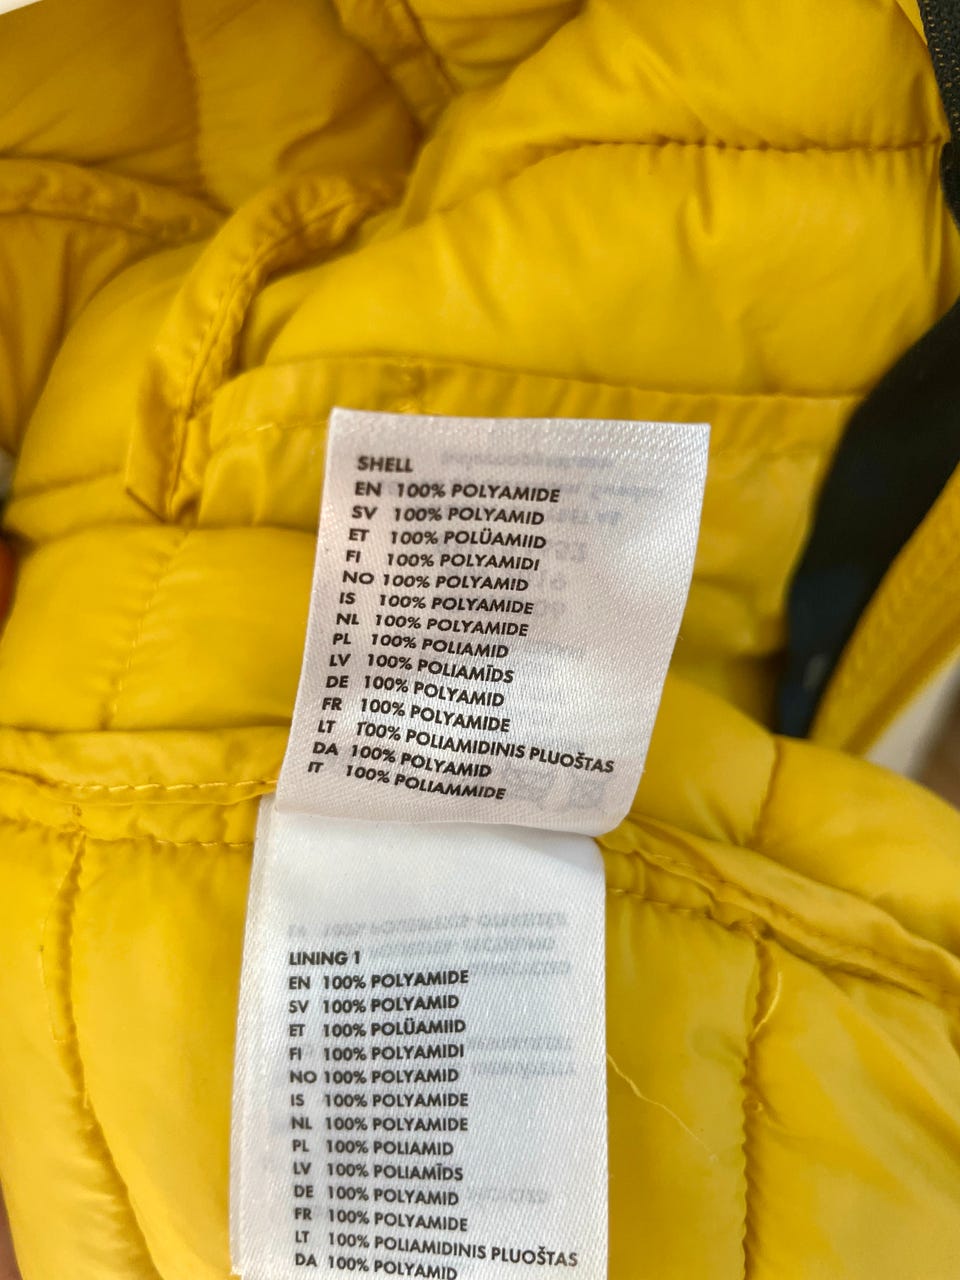 SHELL
EN 100% POLYAMIDE
SV 100% POLYAMID
ET 100% POLÜAMIID
FI 100% POLYAMIDI
NO 100% POLYAMID
IS 100% POLYAMIDE
NL 100% POLYAMIDE
PL 100% POLIAMID
LV 100% POLIAMĪDS
DE 100% POLYAMID
FR 100% POLYAMIDE
LT 100% POLIAMIDINIS PLUOŠTAS
DA 100% POLYAMID
IT 100% POLIAMMIDE
LINING 1
EN 100% POLYAMIDE
SV 100% POLYAMID
ET 100% POLÜAMIID
FI 100% POLYAMIDI
NO 100% POLYAMID
IS 100% POLYAMIDE
NL 100% POLYAMIDE
PL 100% POLIAMID
LV 100% POLIAMĪDS
DE 100% POLYAMID
FR 100% POLYAMIDE
LT 100% POLIAMIDINIS PLUOŠTAS
DA 100% POLYAMID